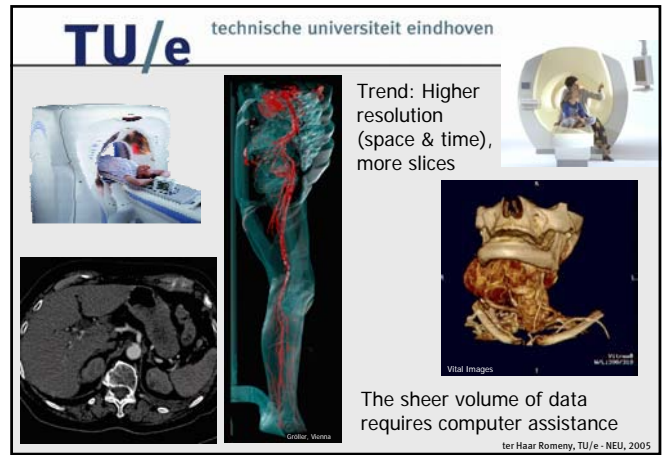 TU/e technische universiteit eindhoven
Trend: Higher
resolution
(space & time),
more slices
Vital Images
Gröller, Vienna
The sheer volume of data
requires computer assistance
ter Haar Romeny, TU/e - NEU, 2005